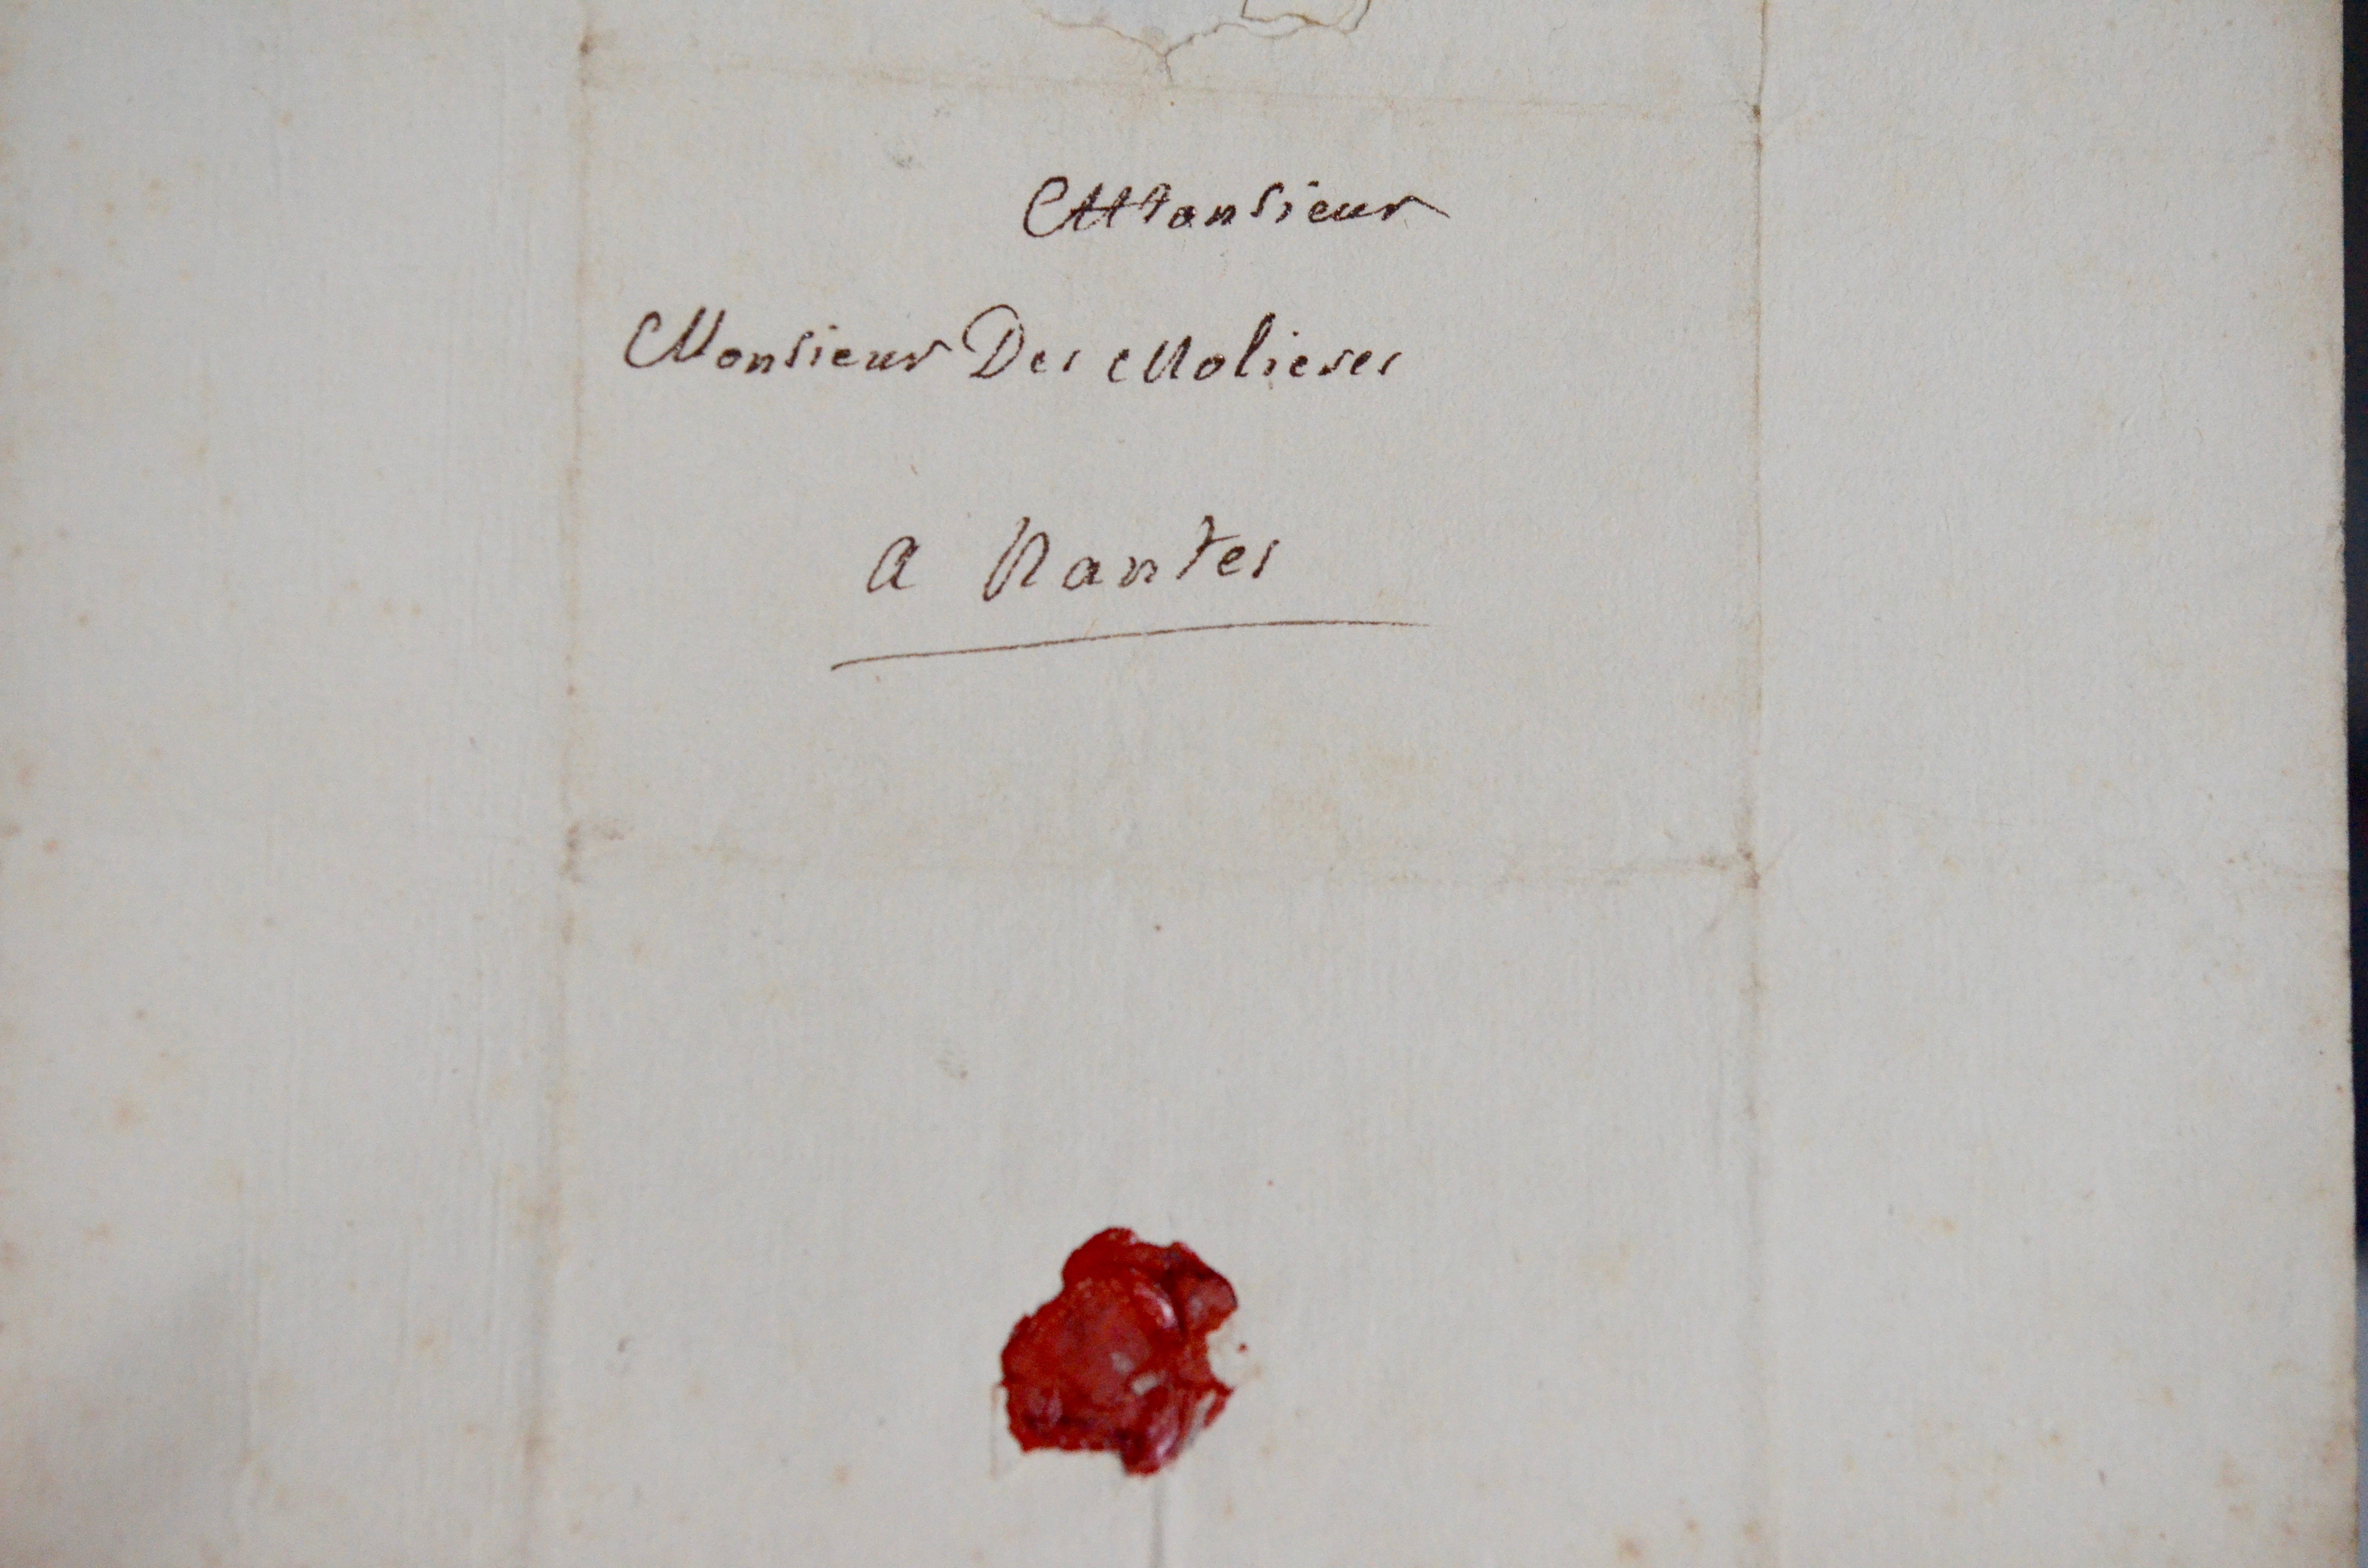 Monsieur
Monsieur Des Molieres
a Nantes